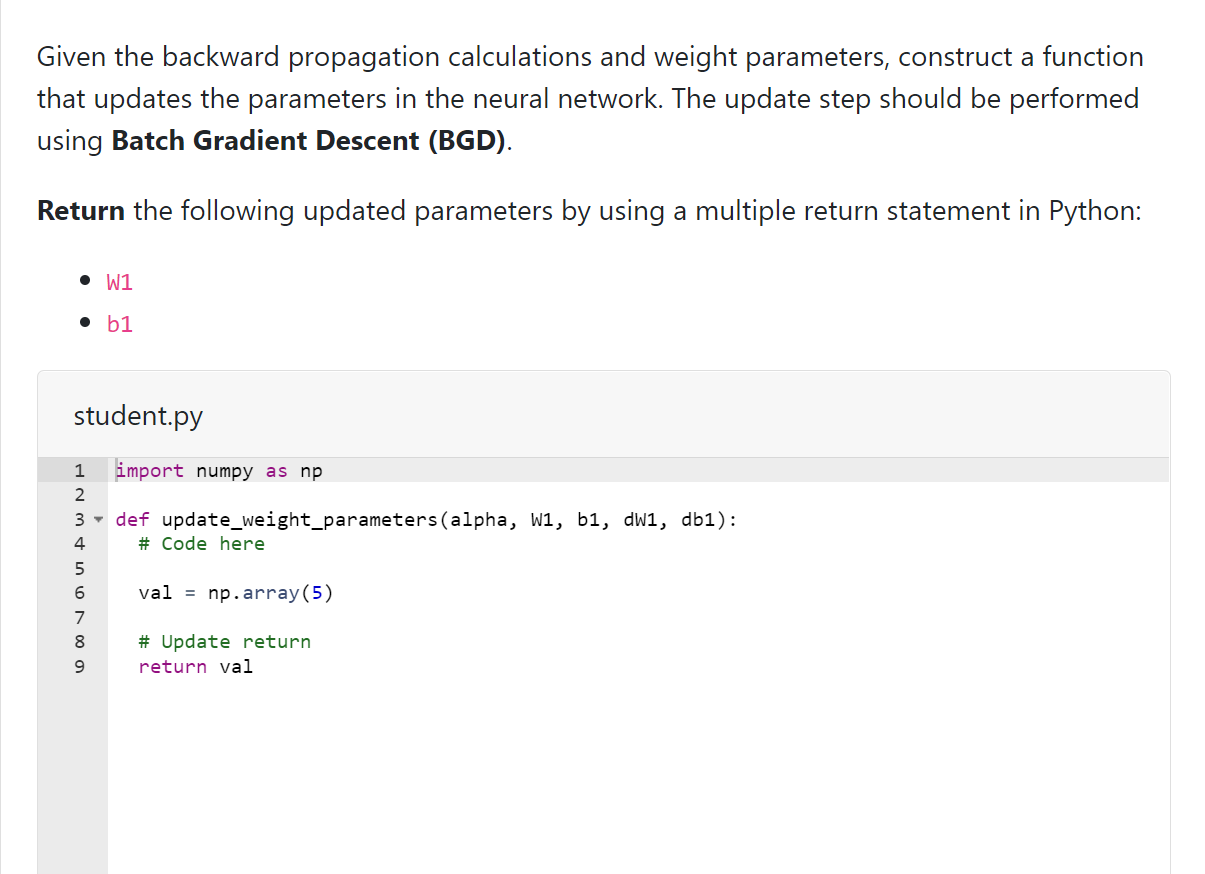 Given the backward propagation calculations and weight parameters, construct a function
that updates the parameters in the neural network. The update step should be performed
using Batch Gradient Descent (BGD).
Return the following updated parameters by using a multiple return statement in Python:
• W1
• b1
student.py
1 import numpy as np
2
3 def update_weight_parameters(alpha, W1, b1, dW1, db1):
4 # Code here
5
6 val = np.array(5)
7
8 # Update return
9 return val